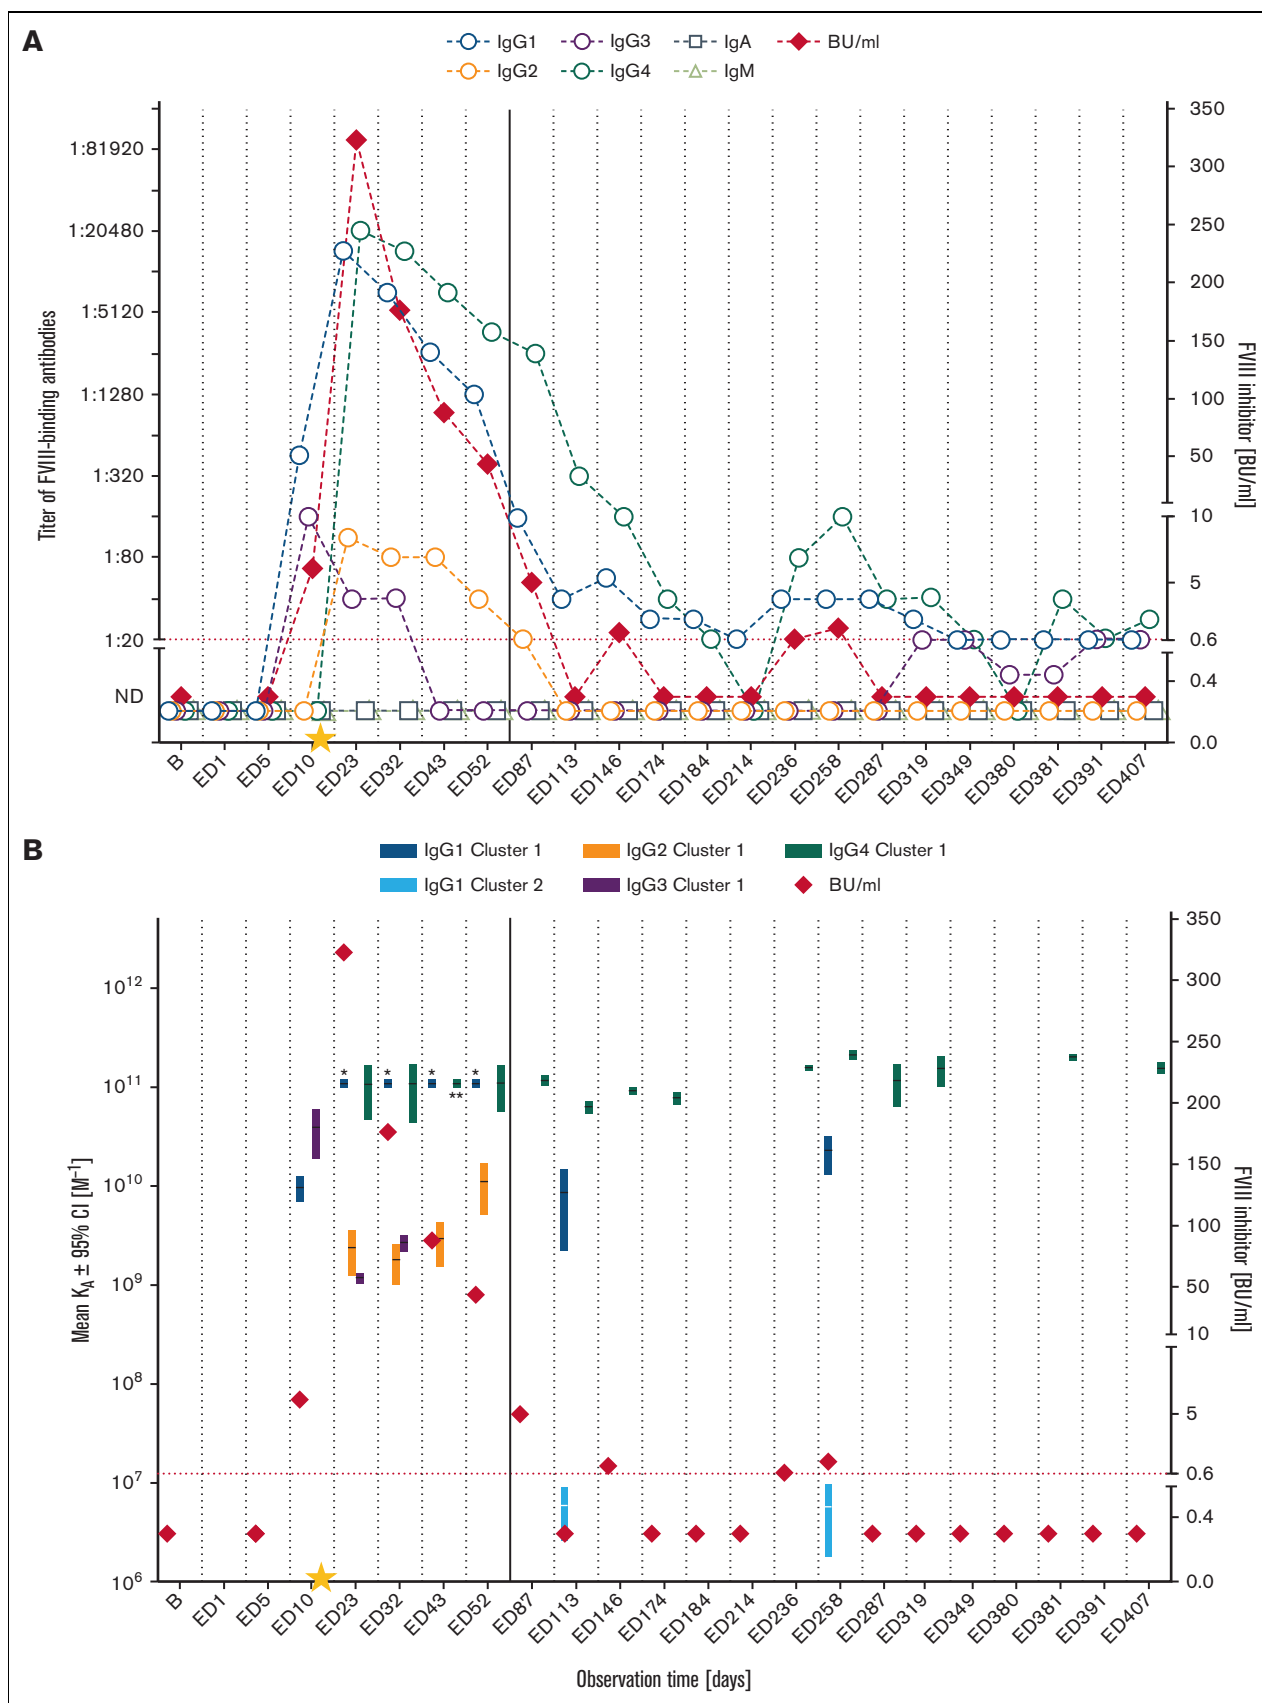 A
IgG1 IgG3 IgA BU/ml
IgG2 IgG4 IgM
1:81920
1:20480
1:5120
1:1280
1:320
1:80
1:20
ND
Titer of FVIII-binding antibodies
350
300
250
200
150
100
50
10
5
0.6
0.4
0.0
FVIII inhibitor [BU/ml]
B ED1 ED5 ED10 ED23 ED32 ED43 ED52 ED87 ED113 ED146 ED174 ED184 ED214 ED236 ED258 ED287 ED319 ED349 ED380 ED381 ED391 ED407
B
IgG1 Cluster 1 IgG2 Cluster 1 IgG4 Cluster 1
IgG1 Cluster 2 IgG3 Cluster 1 BU/ml
10¹²
10¹¹
10¹⁰
10⁹
10⁸
10⁷
10⁶
Mean K_A ± 95% CI [M⁻¹]
* * * *
**
350
300
250
200
150
100
50
10
5
0.6
0.4
0.0
FVIII inhibitor [BU/ml]
B ED1 ED5 ED10 ED23 ED32 ED43 ED52 ED87 ED113 ED146 ED174 ED184 ED214 ED236 ED258 ED287 ED319 ED349 ED380 ED381 ED391 ED407
Observation time [days]